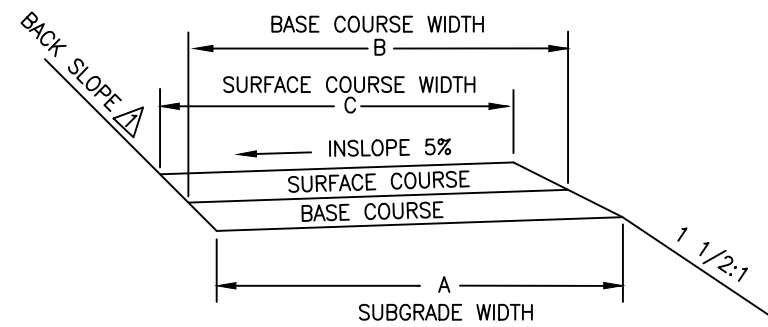 BASE COURSE WIDTH
B
BACK SLOPE 1
SURFACE COURSE WIDTH
C
INSLOPE 5%
SURFACE COURSE
BASE COURSE
1 1/2:1
A
SUBGRADE WIDTH